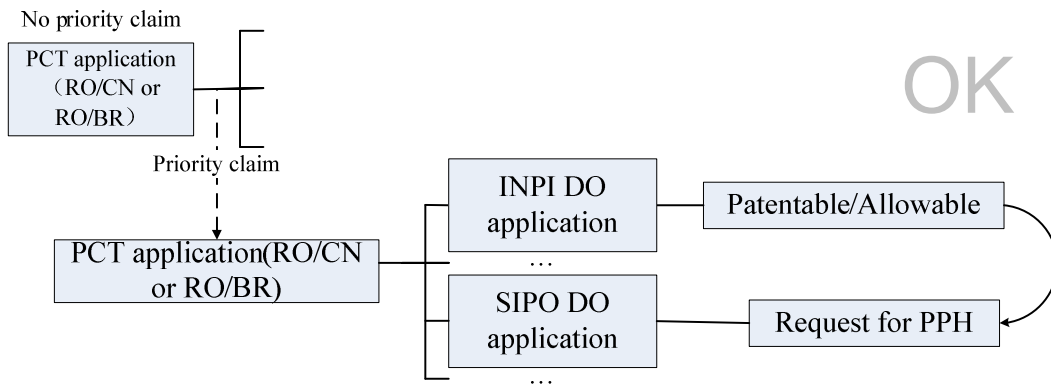 No priority claim
PCT application
（RO/CN or
RO/BR）
OK
Priority claim
PCT application(RO/CN
or RO/BR)
INPI DO
application
...
Patentable/Allowable
SIPO DO
application
...
Request for PPH